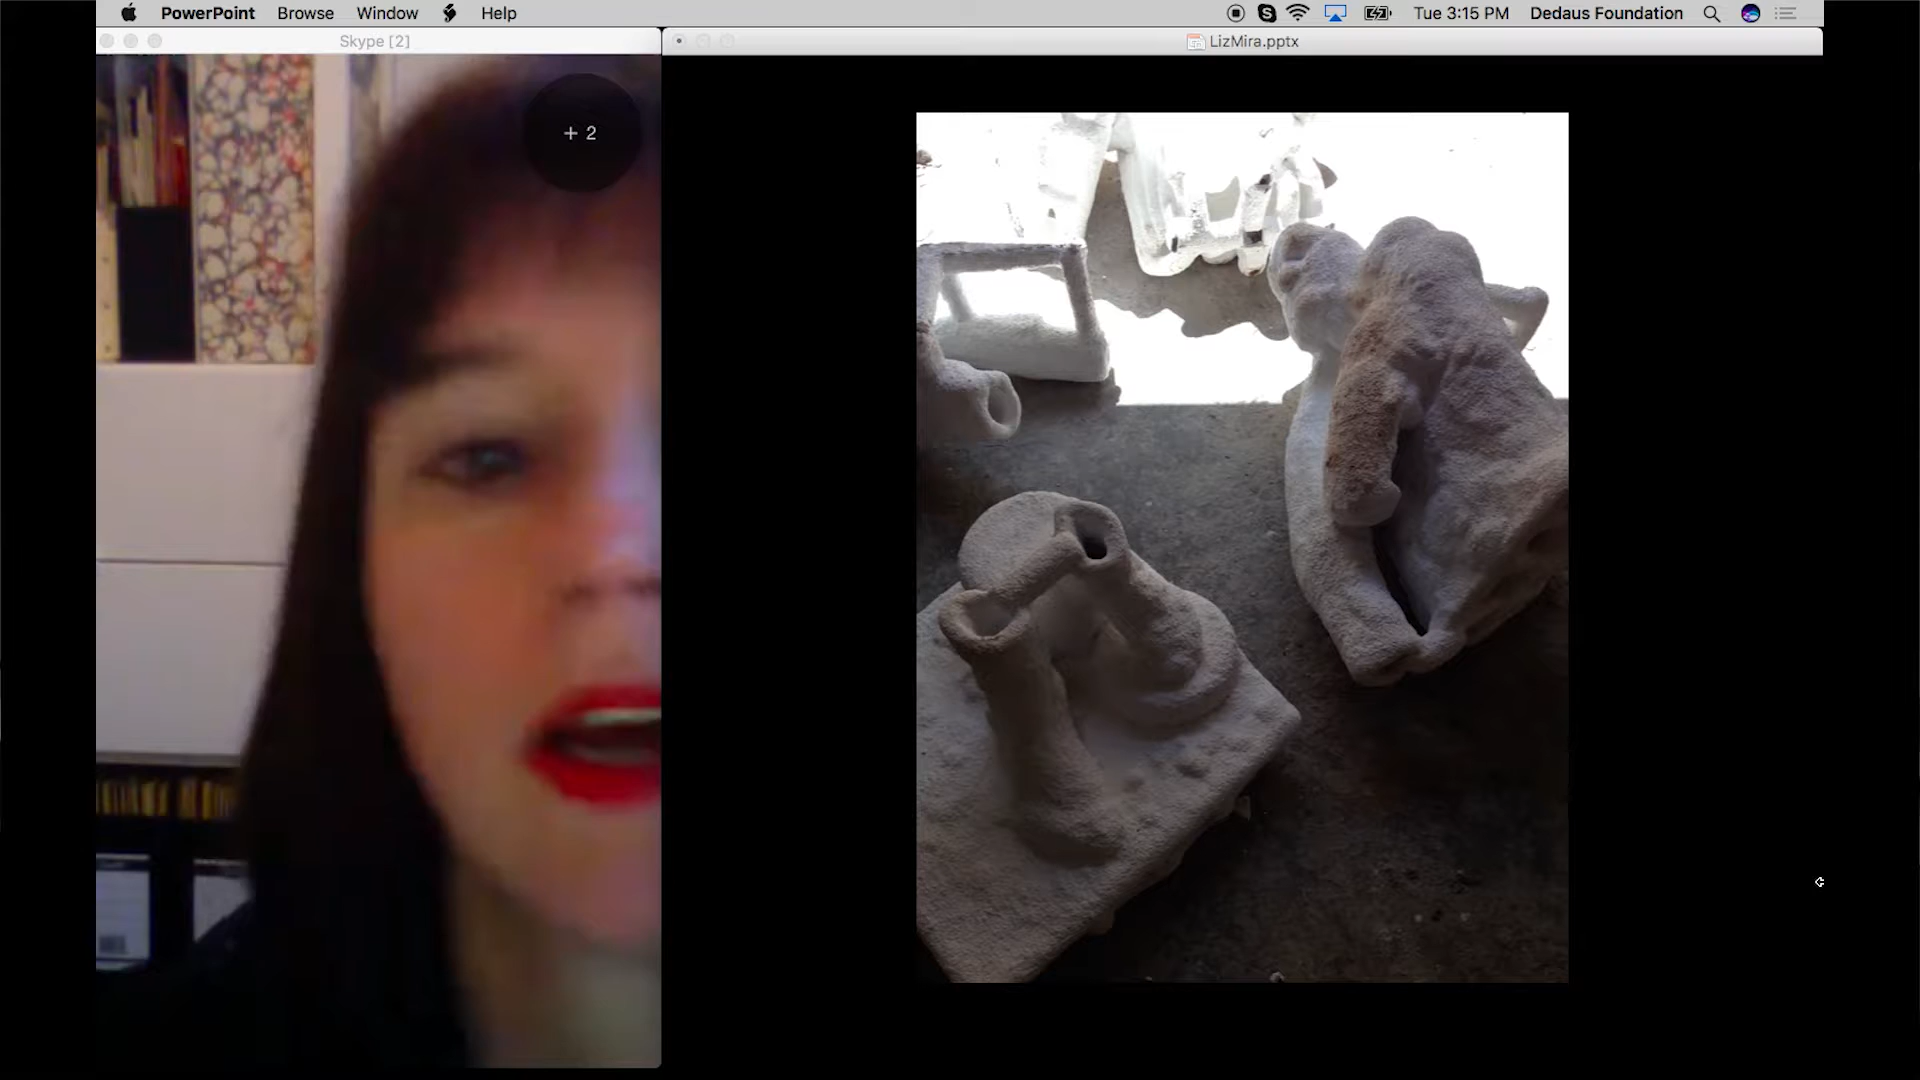 PowerPoint Browse Window Help Tue 3:15 PM Dedaus Foundation
Skype [2]
LizMira.pptx
+ 2